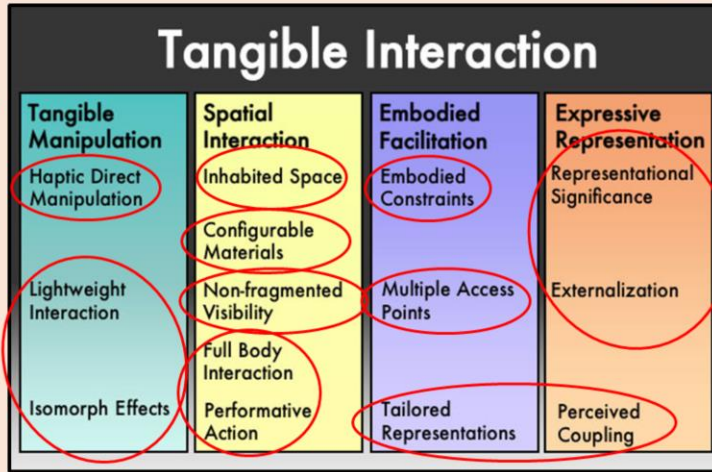 Tangible Interaction
Tangible
Manipulation
Haptic Direct
Manipulation
Lightweight
Interaction
Isomorph Effects
Spatial
Interaction
Inhabited Space
Configurable
Materials
Non-fragmented
Visibility
Full Body
Interaction
Performative
Action
Embodied
Facilitation
Embodied
Constraints
Multiple Access
Points
Tailored
Representations
Expressive
Representation
Representational
Significance
Externalization
Perceived
Coupling